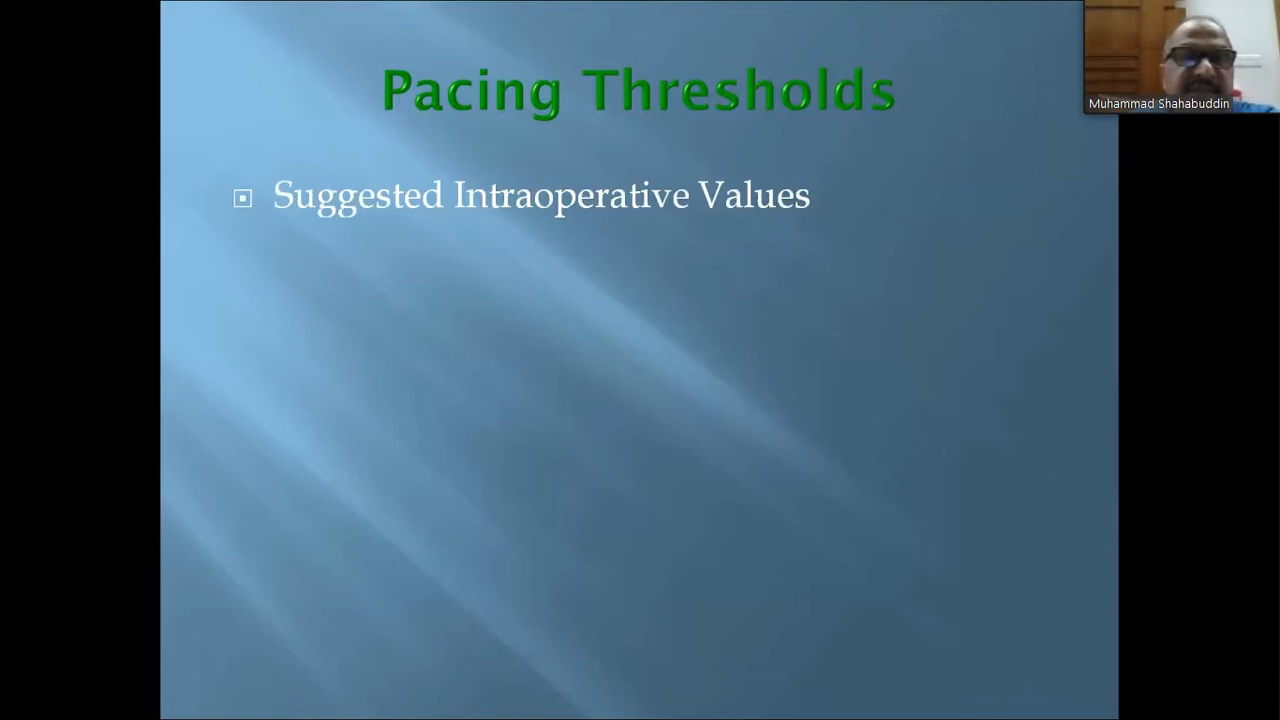 Pacing Thresholds
Muhammad Shahabuddin
Suggested Intraoperative Values